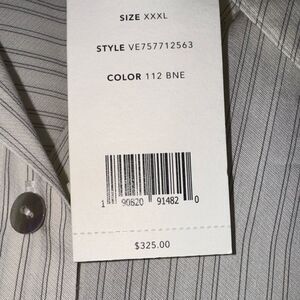 SIZE XXXL
STYLE VE757712563
COLOR 112 BNE
1 90820 91482 0
$325.00